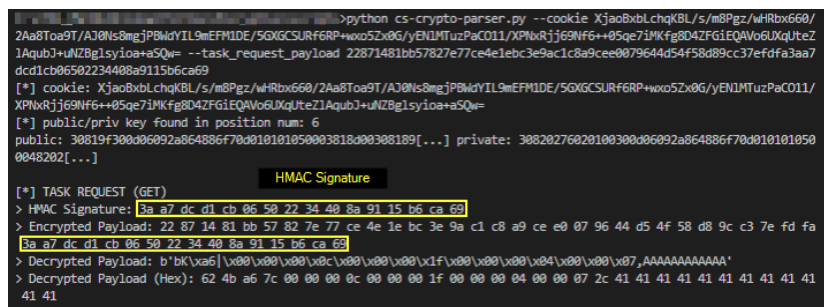 >python cs-crypto-parser.py --cookie XjaoBxbLchqKBL/s/m8Pgz/wHRbx660/
2Aa8Toa9T/AJ0Ns8mgjPBWdYIL9mEFM1DE/5GXGCSURf6RP+wxo5Zx0G/yEN1MTuzPaCO11/XPNxRjj69Nf6++05qe7iMKfg8D4ZFGiEQAVo6UXqUteZ
lAqubJ+uNZBglsyioa+aSQw= --task_request_payload 22871481bb57827e77ce4e1ebc3e9ac1c8a9cee0079644d54f58d89cc37efdfa3aa7
dcd1cb06502234408a9115b6ca69
[*] cookie: XjaoBxbLchqKBL/s/m8Pgz/wHRbx660/2Aa8Toa9T/AJ0Ns8mgjPBWdYIL9mEFM1DE/5GXGCSURf6RP+wxo5Zx0G/yEN1MTuzPaCO11/
XPNxRjj69Nf6++05qe7iMKfg8D4ZFGiEQAVo6UXqUteZlAqubJ+uNZBglsyioa+aSQw=
[*] public/priv key found in position num: 6
public: 30819f300d06092a864886f70d010101050003818d00308189[...] private: 30820276020100300d06092a864886f70d010101050
0048202[...]
HMAC Signature
[*] TASK REQUEST (GET)
> HMAC Signature: 3a a7 dc d1 cb 06 50 22 34 40 8a 91 15 b6 ca 69
> Encrypted Payload: 22 87 14 81 bb 57 82 7e 77 ce 4e 1e bc 3e 9a c1 c8 a9 ce e0 07 96 44 d5 4f 58 d8 9c c3 7e fd fa
3a a7 dc d1 cb 06 50 22 34 40 8a 91 15 b6 ca 69
> Decrypted Payload: b'bK\xa6|\x00\x00\x00\x0c\x00\x00\x00\x1f\x00\x00\x00\x04\x00\x00\x07,AAAAAAAAAAAA'
> Decrypted Payload (Hex): 62 4b a6 7c 00 00 00 0c 00 00 00 1f 00 00 00 04 00 00 07 2c 41 41 41 41 41 41 41 41 41 41
41 41